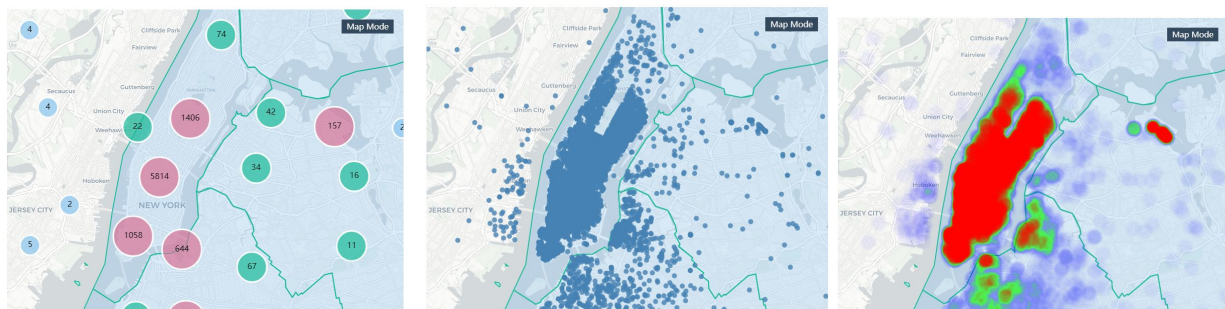 4
74
Cliffside Park
Fairview
Map Mode
Secaucus
Guttenberg
4
Union City
Weehaw
22
1406
42
157
2
5814
34
16
Hoboken
NEW YORK
JERSEY CITY
2
1058
644
5
67
11
Cliffside Park
Fairview
Map Mode
Secaucus
Guttenberg
Union City
Weehawken
Hoboken
JERSEY CITY
Cliffside Park
Fairview
Map Mode
Secaucus
Guttenberg
Union City
Weehawken
Hoboken
JERSEY CITY